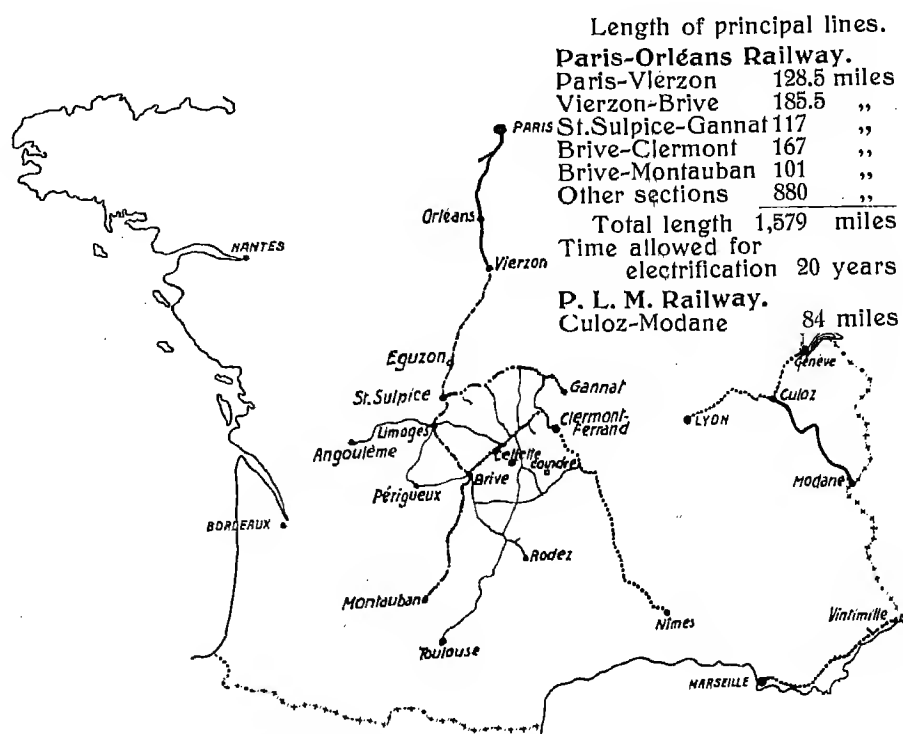 Length of principal lines.
Paris-Orléans Railway.
Paris-Vierzon 128.5 miles
Vierzon-Brive 185.5 „
St.Sulpice-Gannat 117 „
Brive-Clermont 167 „
Brive-Montauban 101 „
Other sections 880 „
Total length 1,579 miles
Time allowed for
electrification 20 years
P. L. M. Railway.
Culoz-Modane 84 miles
PARIS
Orléans
NANTES
Vierzon
Eguzon
Genève
St.Sulpice
Gannat
Culoz
Limoges
Clermont-
Ferrand
LYON
Angoulême
Brive
Périgueux
Modane
BORDEAUX
Rodez
Montauban
Nîmes
Vintimille
Toulouse
MARSEILLE